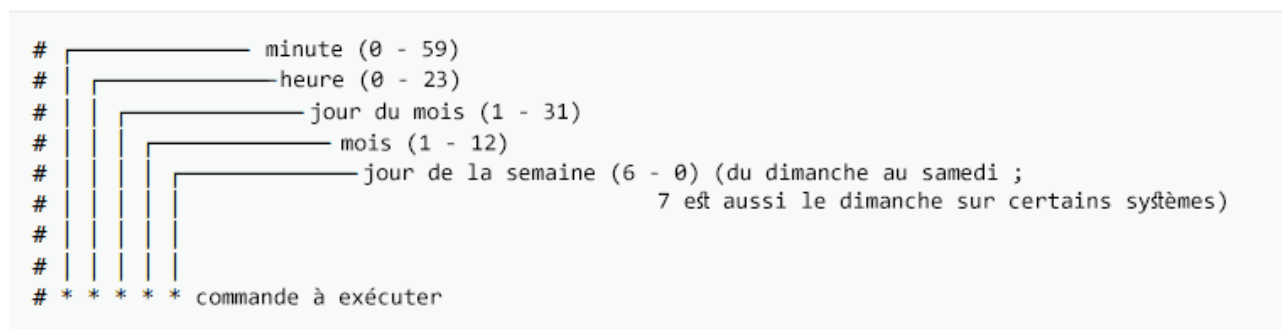 # ┌───────────── minute (0 - 59)
# │ ┌─────────────heure (0 - 23)
# │ │ ┌───────────── jour du mois (1 - 31)
# │ │ │ ┌───────────── mois (1 - 12)
# │ │ │ │ ┌─────────────jour de la semaine (6 - 0) (du dimanche au samedi ;
# │ │ │ │ │ 7 est aussi le dimanche sur certains systèmes)
# │ │ │ │ │
# │ │ │ │ │
# * * * * * commande à exécuter